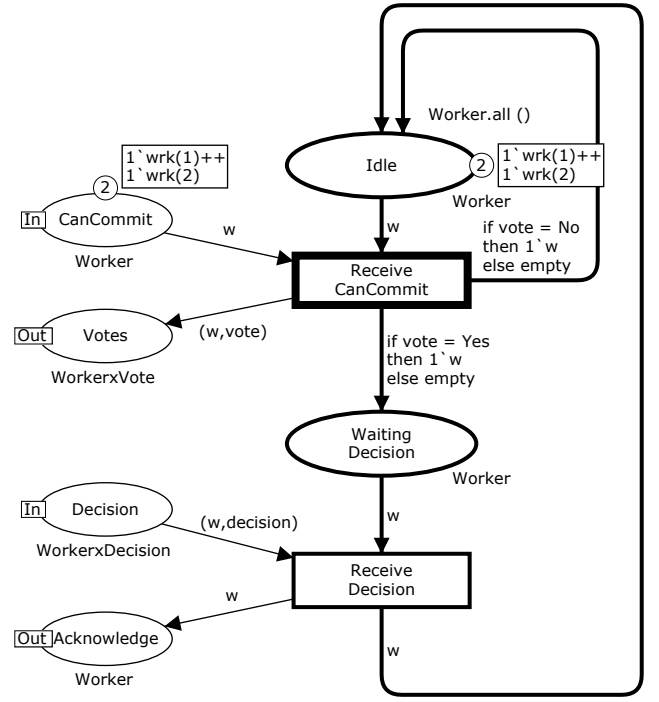 Worker.all ()
1`wrk(1)++
1`wrk(2)
2
Idle
2
1`wrk(1)++
1`wrk(2)
Worker
In
CanCommit
Worker
w
w
if vote = No
then 1`w
else empty
Receive
CanCommit
Out
Votes
(w,vote)
WorkerxVote
if vote = Yes
then 1`w
else empty
Waiting
Decision
Worker
In
Decision
(w,decision)
WorkerxDecision
w
Receive
Decision
w
Out
Acknowledge
Worker
w